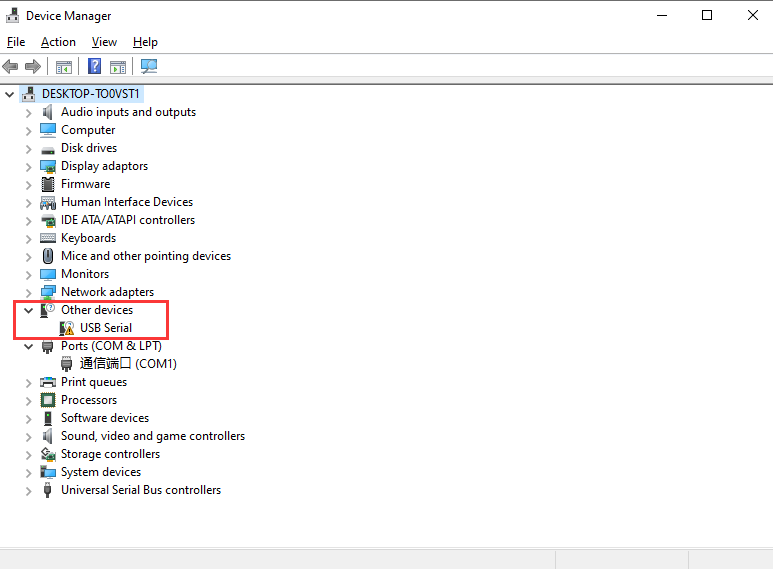 Device Manager
File Action View Help
DESKTOP-TO0VST1
Audio inputs and outputs
Computer
Disk drives
Display adaptors
Firmware
Human Interface Devices
IDE ATA/ATAPI controllers
Keyboards
Mice and other pointing devices
Monitors
Network adapters
Other devices
USB Serial
Ports (COM & LPT)
通信端口 (COM1)
Print queues
Processors
Software devices
Sound, video and game controllers
Storage controllers
System devices
Universal Serial Bus controllers